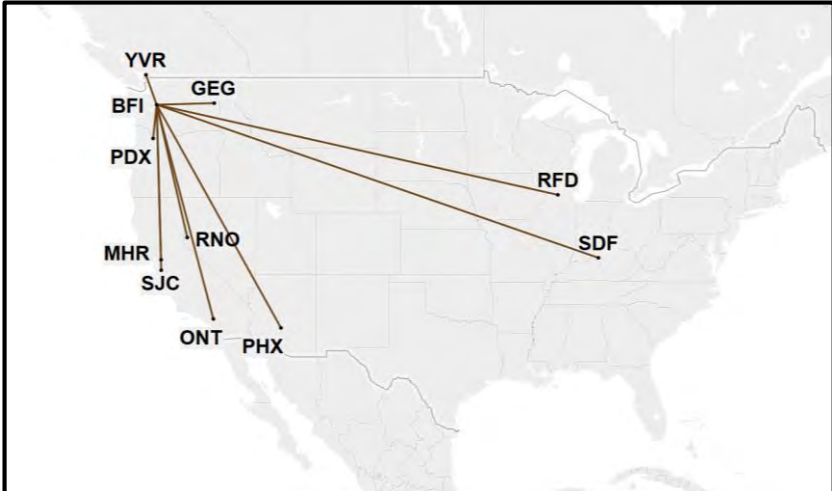 YVR
GEG
BFI
PDX
RFD
RNO
SDF
MHR
SJC
ONT
PHX